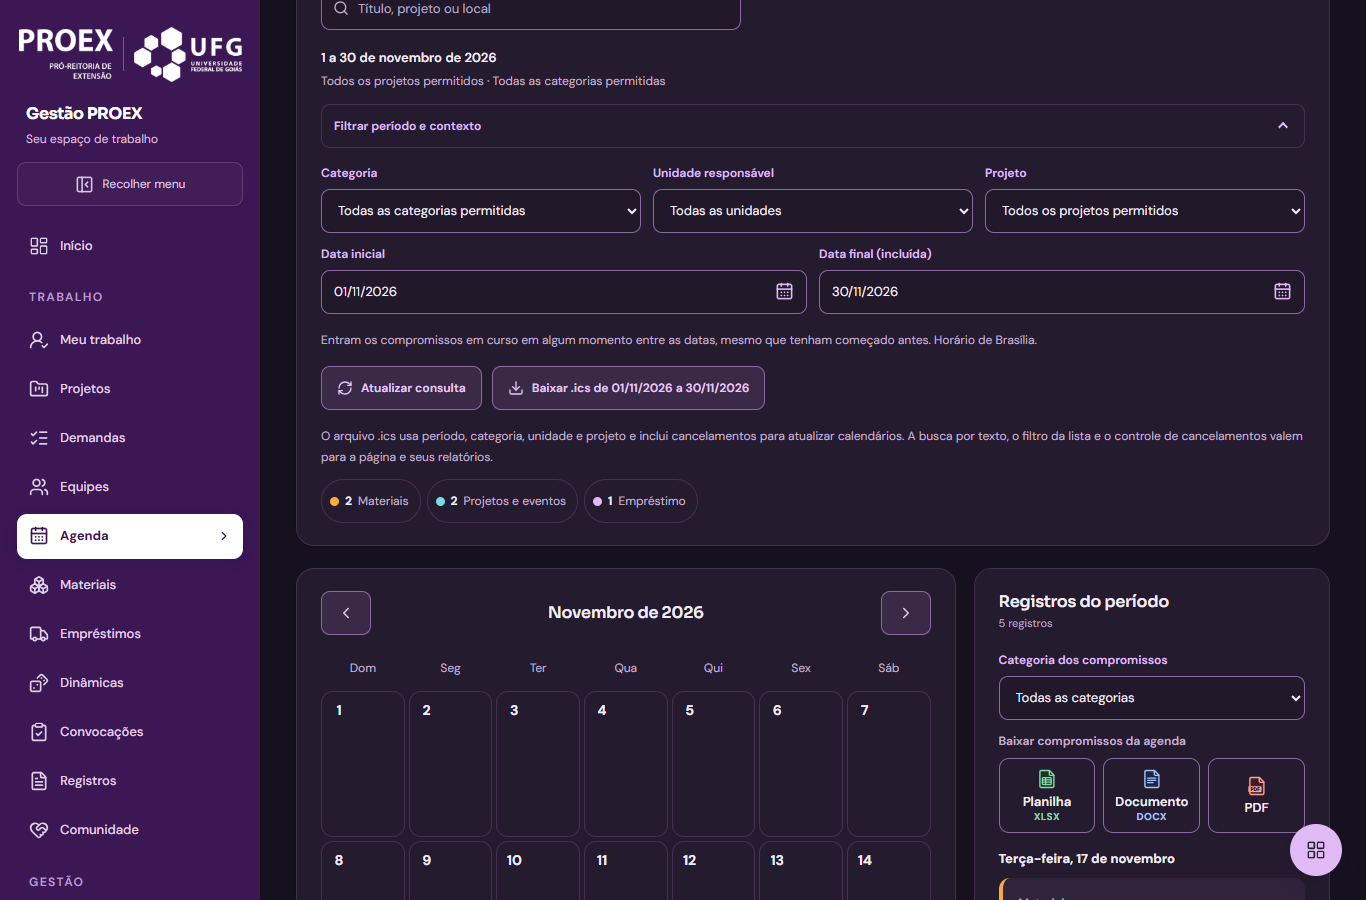 PROEX
PRÓ-REITORIA DE
EXTENSÃO
UFG
UNIVERSIDADE
FEDERAL DE GOIÁS
Gestão PROEX
Seu espaço de trabalho
Recolher menu
Início
TRABALHO
Meu trabalho
Projetos
Demandas
Equipes
Agenda
Materiais
Empréstimos
Dinâmicas
Convocações
Registros
Comunidade
GESTÃO
Título, projeto ou local
1 a 30 de novembro de 2026
Todos os projetos permitidos · Todas as categorias permitidas
Filtrar período e contexto
Categoria Unidade responsável Projeto
Todas as categorias permitidas Todas as unidades Todos os projetos permitidos
Data inicial Data final (incluída)
01/11/2026 30/11/2026
Entram os compromissos em curso em algum momento entre as datas, mesmo que tenham começado antes. Horário de Brasília.
Atualizar consulta Baixar .ics de 01/11/2026 a 30/11/2026
O arquivo .ics usa período, categoria, unidade e projeto e inclui cancelamentos para atualizar calendários. A busca por texto, o filtro da lista e o controle de cancelamentos valem
para a página e seus relatórios.
2 Materiais 2 Projetos e eventos 1 Empréstimo
Novembro de 2026
Dom Seg Ter Qua Qui Sex Sáb
1 2 3 4 5 6 7
8 9 10 11 12 13 14
Registros do período
5 registros
Categoria dos compromissos
Todas as categorias
Baixar compromissos da agenda
Planilha
XLSX
Documento
DOCX
PDF
PDF
Terça-feira, 17 de novembro